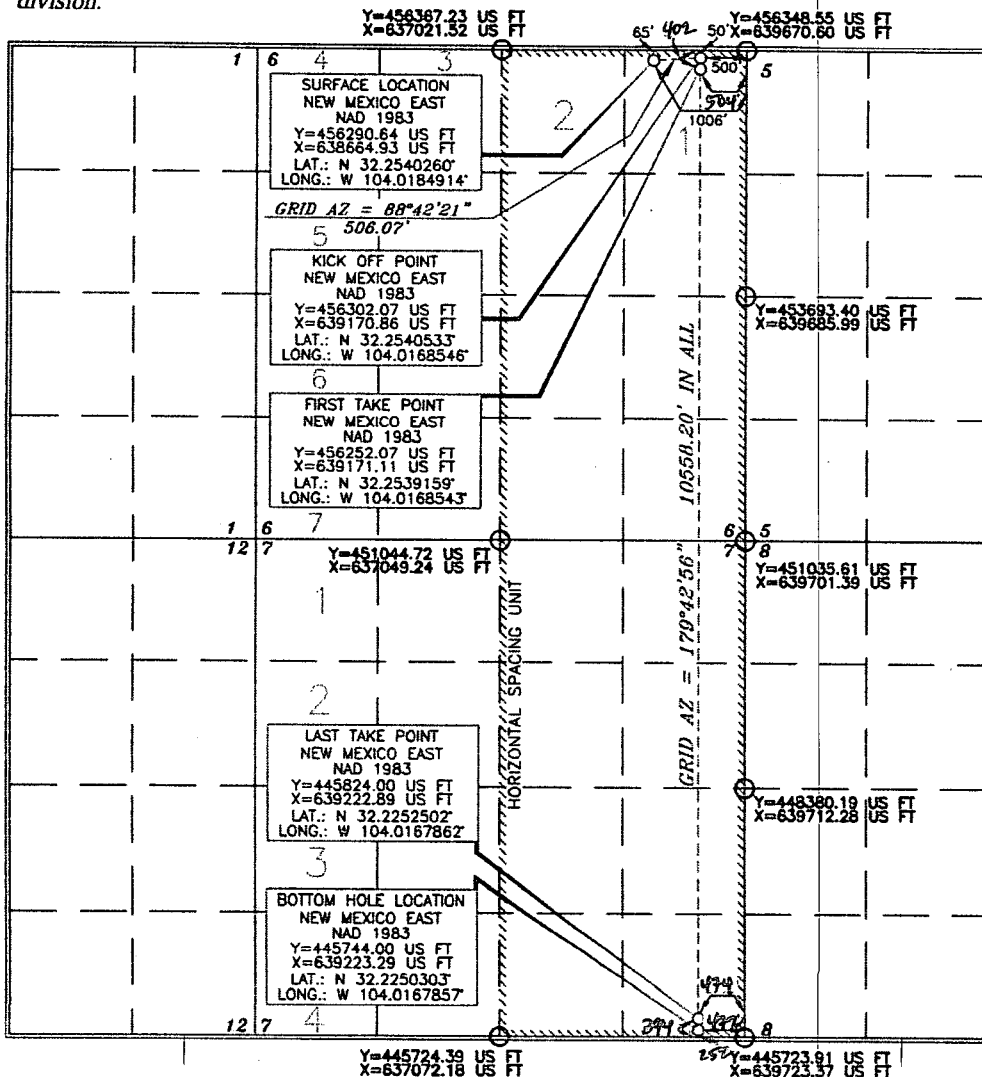 division.
Y=456367.23 US FT
X=637021.52 US FT
Y=456348.55 US FT
X=639670.60 US FT
65' 402 50'
1 6 4 3 5
500'
504'
1006'
2
1
SURFACE LOCATION
NEW MEXICO EAST
NAD 1983
Y=456290.64 US FT
X=638664.93 US FT
LAT.: N 32.2540260°
LONG.: W 104.0184914°
GRID AZ = 88°42'21"
506.07'
5
KICK OFF POINT
NEW MEXICO EAST
NAD 1983
Y=456302.07 US FT
X=639170.86 US FT
LAT.: N 32.2540533°
LONG.: W 104.0168546°
Y=453693.40 US FT
X=639685.99 US FT
6
FIRST TAKE POINT
NEW MEXICO EAST
NAD 1983
Y=456252.07 US FT
X=639171.11 US FT
LAT.: N 32.2539159°
LONG.: W 104.0168543°
7
1 6
12 7
6 5
7 8
Y=451044.72 US FT
X=637049.24 US FT
Y=451035.61 US FT
X=639701.39 US FT
1
HORIZONTAL SPACING UNIT
GRID AZ = 179°42'56" 10558.20' IN ALL
2
LAST TAKE POINT
NEW MEXICO EAST
NAD 1983
Y=445824.00 US FT
X=639222.89 US FT
LAT.: N 32.2252502°
LONG.: W 104.0167862°
Y=448380.19 US FT
X=639712.28 US FT
3
BOTTOM HOLE LOCATION
NEW MEXICO EAST
NAD 1983
Y=445744.00 US FT
X=639223.29 US FT
LAT.: N 32.2250303°
LONG.: W 104.0167857°
4
474
12 7 8
Y=445724.39 US FT
X=637072.18 US FT
Y=445723.91 US FT
X=639723.37 US FT